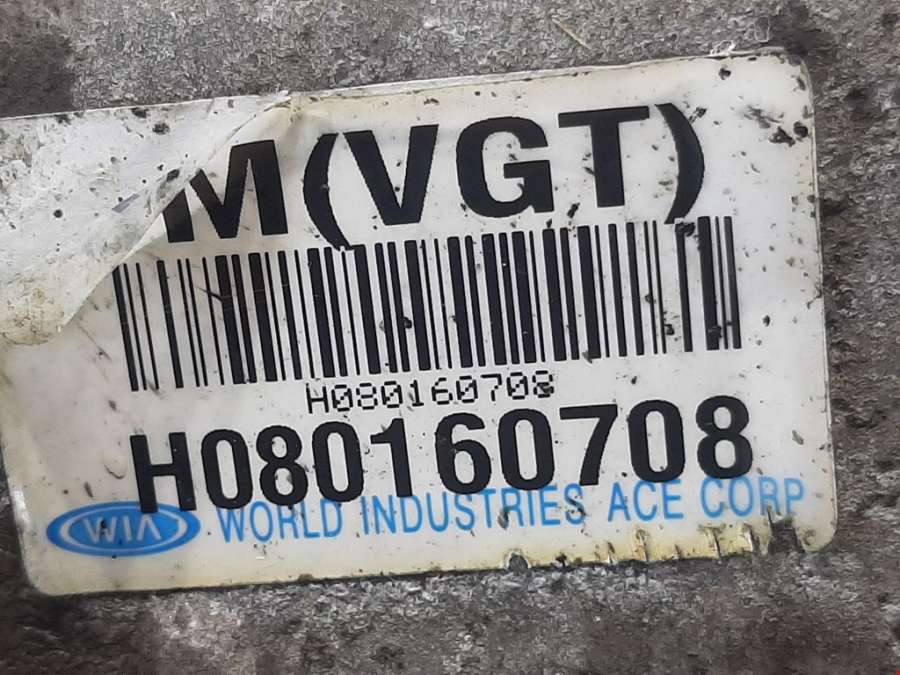 M(VGT)
H080160708
H080160708
WIA WORLD INDUSTRIES ACE CORP